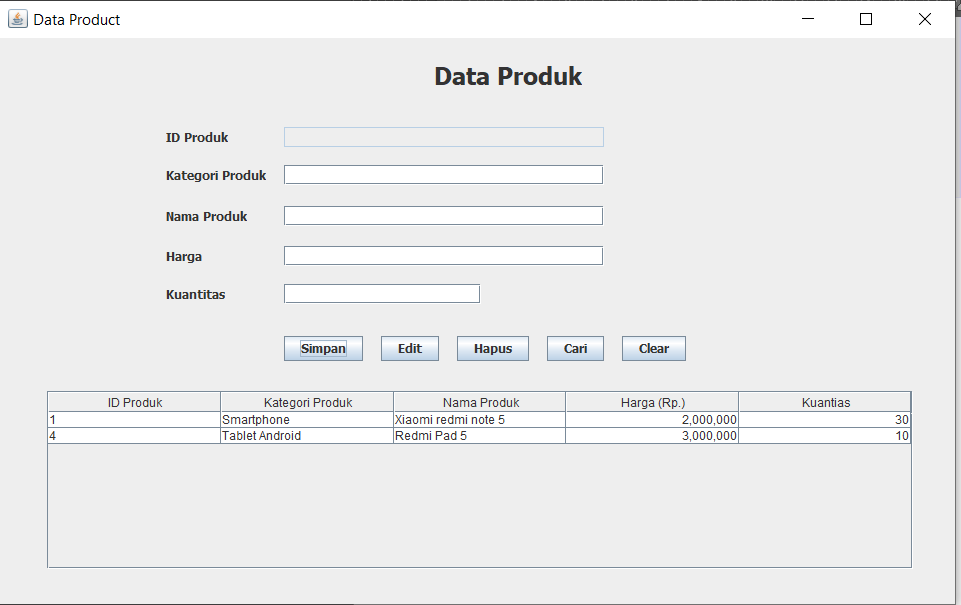 Data Product
Data Produk
ID Produk
Kategori Produk
Nama Produk
Harga
Kuantitas
Simpan Edit Hapus Cari Clear
ID Produk Kategori Produk Nama Produk Harga (Rp.) Kuantias
1 Smartphone Xiaomi redmi note 5 2,000,000 30
4 Tablet Android Redmi Pad 5 3,000,000 10